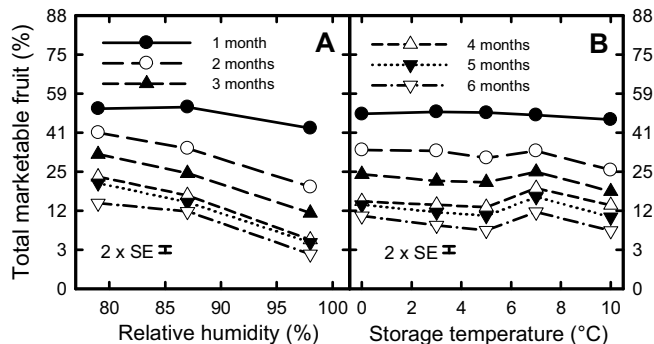 88 88
75 75
59 59
41 41
25 25
12 12
3 3
0 0
Total marketable fruit (%)
1 month
2 months
3 months
A
2 x SE
80 85 90 95 100
Relative humidity (%)
4 months
5 months
6 months
B
2 x SE
0 2 4 6 8 10
Storage temperature (°C)